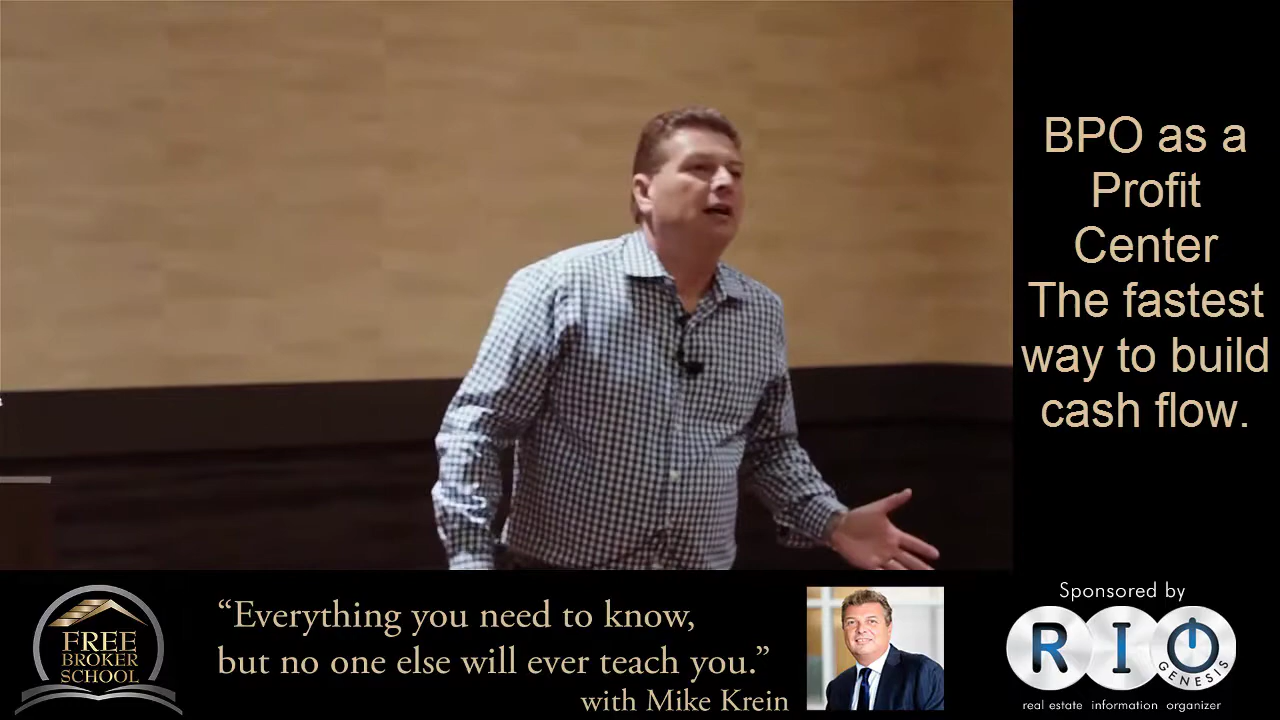 BPO as a
Profit
Center
The fastest
way to build
cash flow.
FREE
BROKER
SCHOOL
“Everything you need to know,
but no one else will ever teach you.”
with Mike Krein
Sponsored by
RIO
GENESIS
real estate information organizer